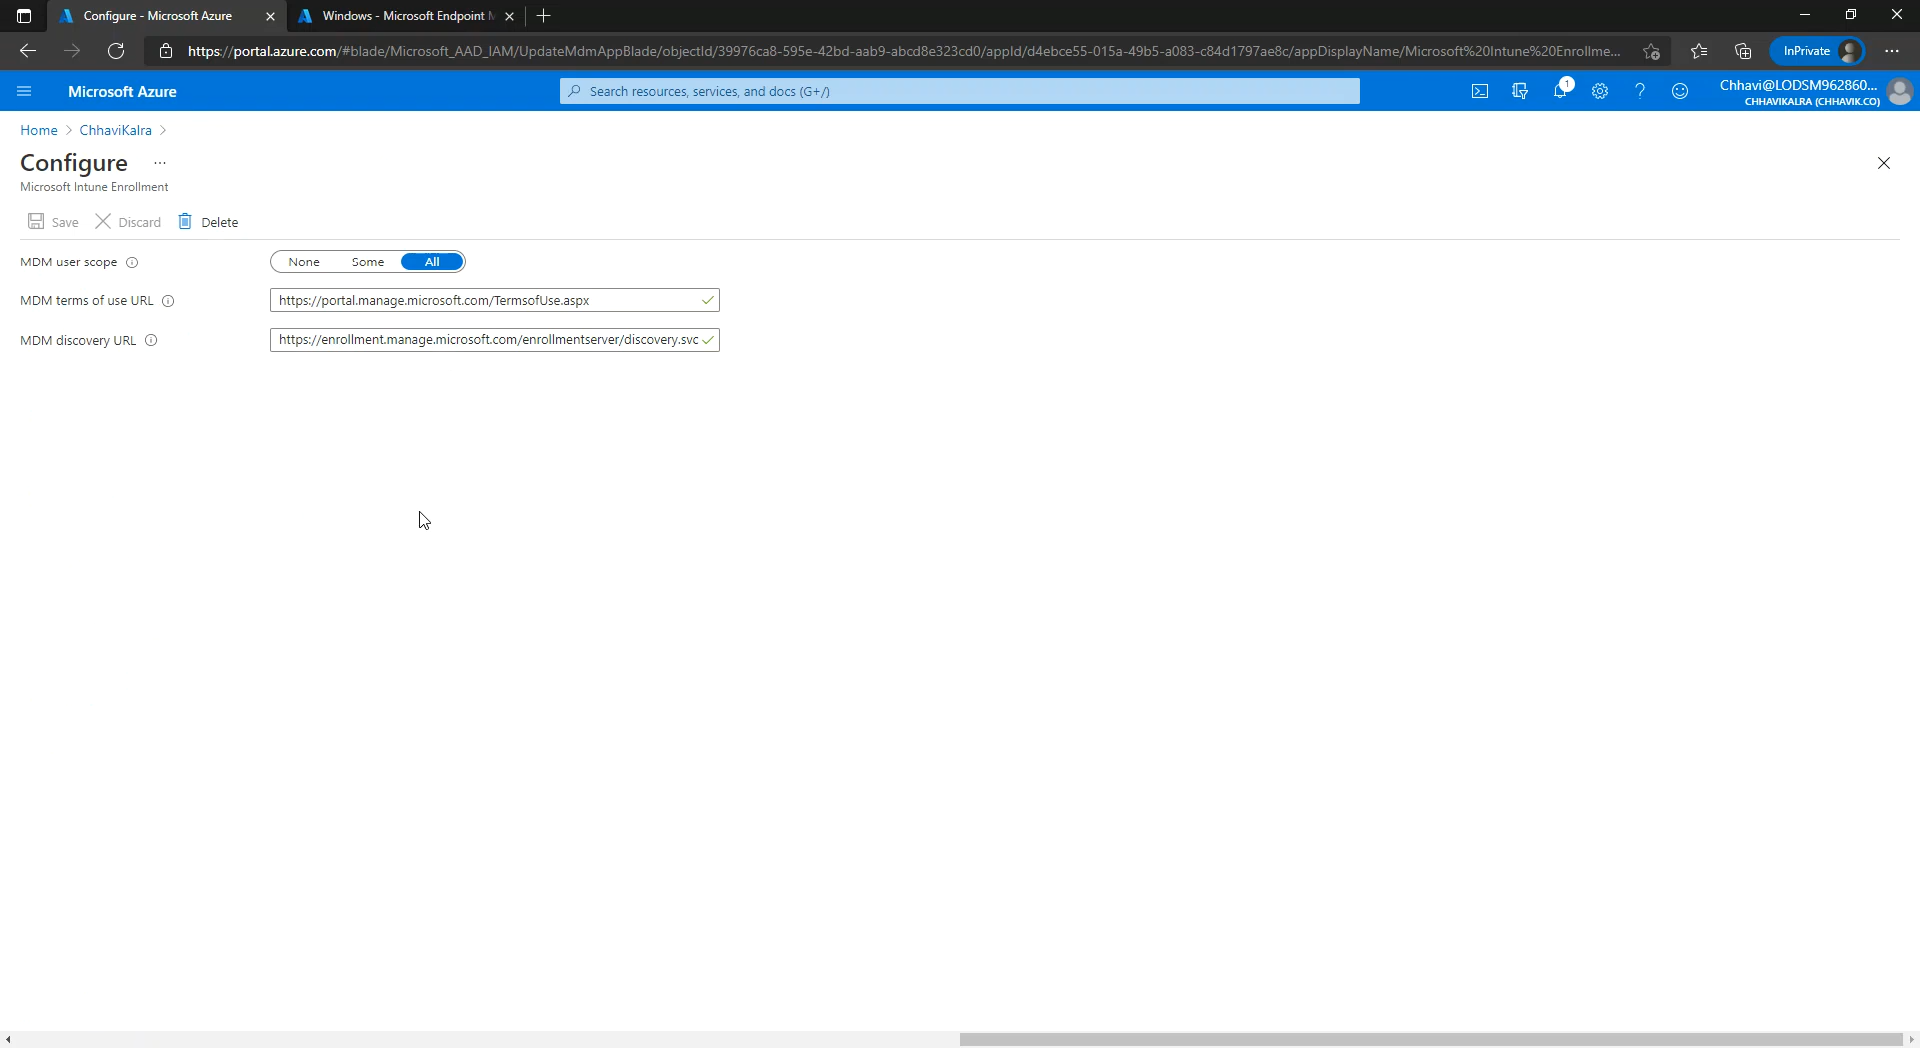 Configure - Microsoft Azure
Windows - Microsoft Endpoint M
https://portal.azure.com/#blade/Microsoft_AAD_IAM/UpdateMdmAppBlade/objectId/39976ca8-595e-42bd-aab9-abcd8e323cd0/appId/d4ebce55-015a-49b5-a083-c84d1797ae8c/appDisplayName/Microsoft%20Intune%20Enrollme...
InPrivate
Microsoft Azure
Search resources, services, and docs (G+/)
1
Chhavi@LODSM962860...
CHHAVIKALRA (CHHAVIK.CO)
Home > ChhaviKalra >
Configure ...
Microsoft Intune Enrollment
Save Discard Delete
MDM user scope None Some All
MDM terms of use URL https://portal.manage.microsoft.com/TermsofUse.aspx
MDM discovery URL https://enrollment.manage.microsoft.com/enrollmentserver/discovery.svc